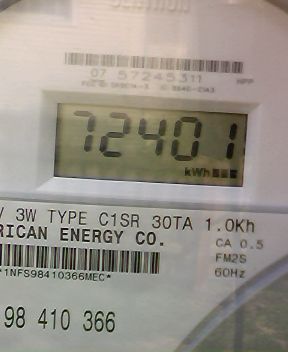 CENTRON
07 57245311
72401
kWh
V 3W TYPE C1SR 30TA 1.0Kh
RICAN ENERGY CO.
CA 0.5
FM2S
60Hz
*1NFS98410366MEC*
98 410 366